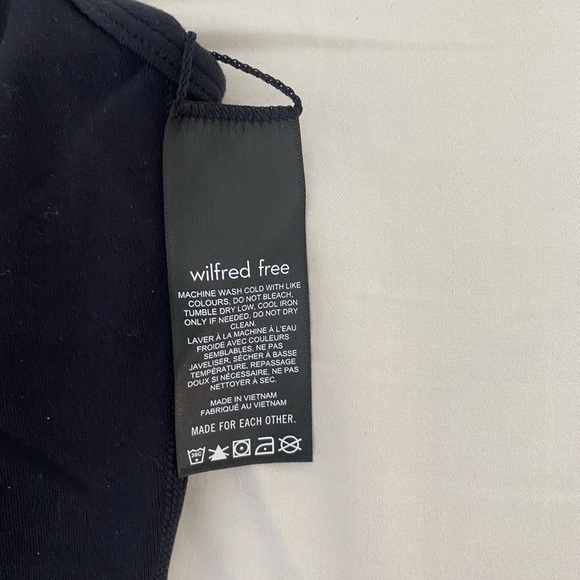 wilfred free
MACHINE WASH COLD WITH LIKE
COLOURS, DO NOT BLEACH,
TUMBLE DRY LOW, COOL IRON
ONLY IF NEEDED, DO NOT DRY
CLEAN.
LAVER À LA MACHINE À L'EAU
FROIDE AVEC COULEURS
SEMBLABLES, NE PAS
JAVELISER, SÉCHER À BASSE
TEMPÉRATURE, REPASSAGE
DOUX SI NÉCESSAIRE, NE PAS
NETTOYER À SEC.
MADE IN VIETNAM
FABRIQUÉ AU VIETNAM
MADE FOR EACH OTHER.
30C